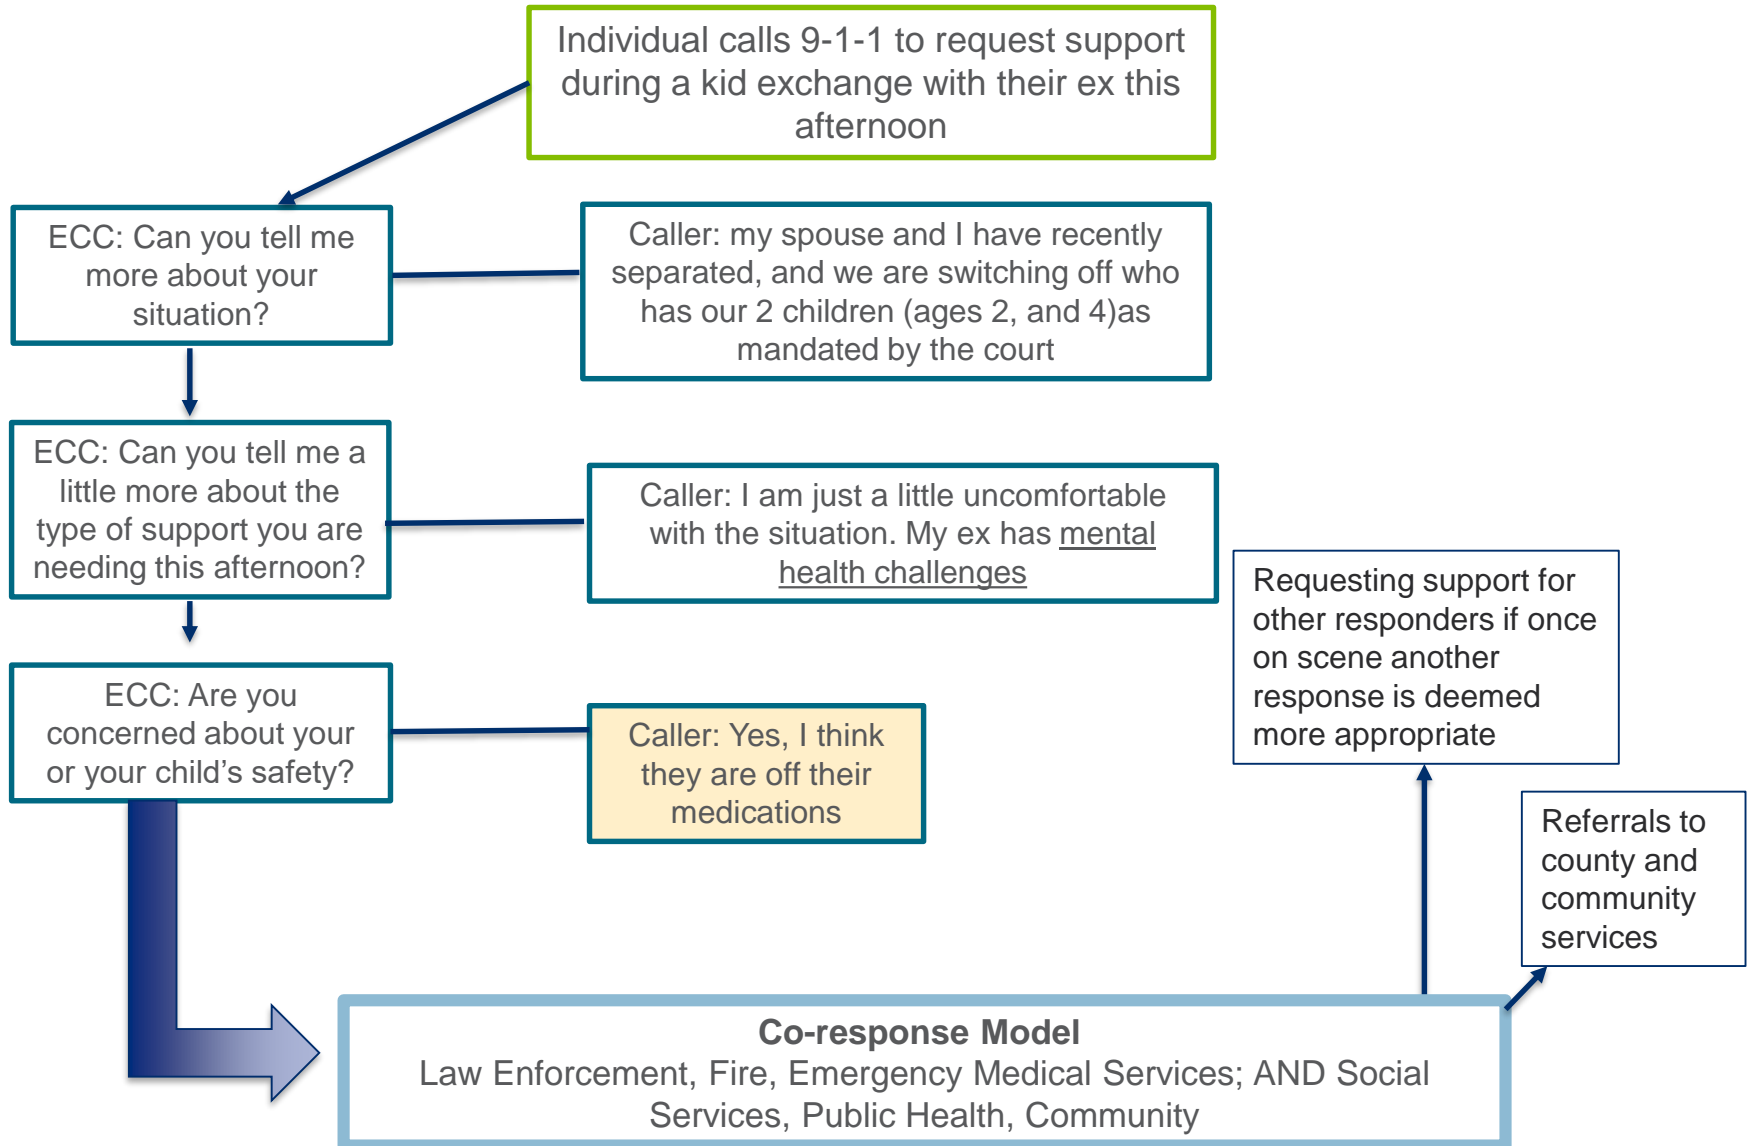 Individual calls 9-1-1 to request support
during a kid exchange with their ex this
afternoon
ECC: Can you tell me
more about your
situation?
Caller: my spouse and I have recently
separated, and we are switching off who
has our 2 children (ages 2, and 4)as
mandated by the court
ECC: Can you tell me a
little more about the
type of support you are
needing this afternoon?
Caller: I am just a little uncomfortable
with the situation. My ex has mental
health challenges
ECC: Are you
concerned about your
or your child’s safety?
Caller: Yes, I think
they are off their
medications
Requesting support for
other responders if once
on scene another
response is deemed
more appropriate
Referrals to
county and
community
services
Co-response Model
Law Enforcement, Fire, Emergency Medical Services; AND Social
Services, Public Health, Community